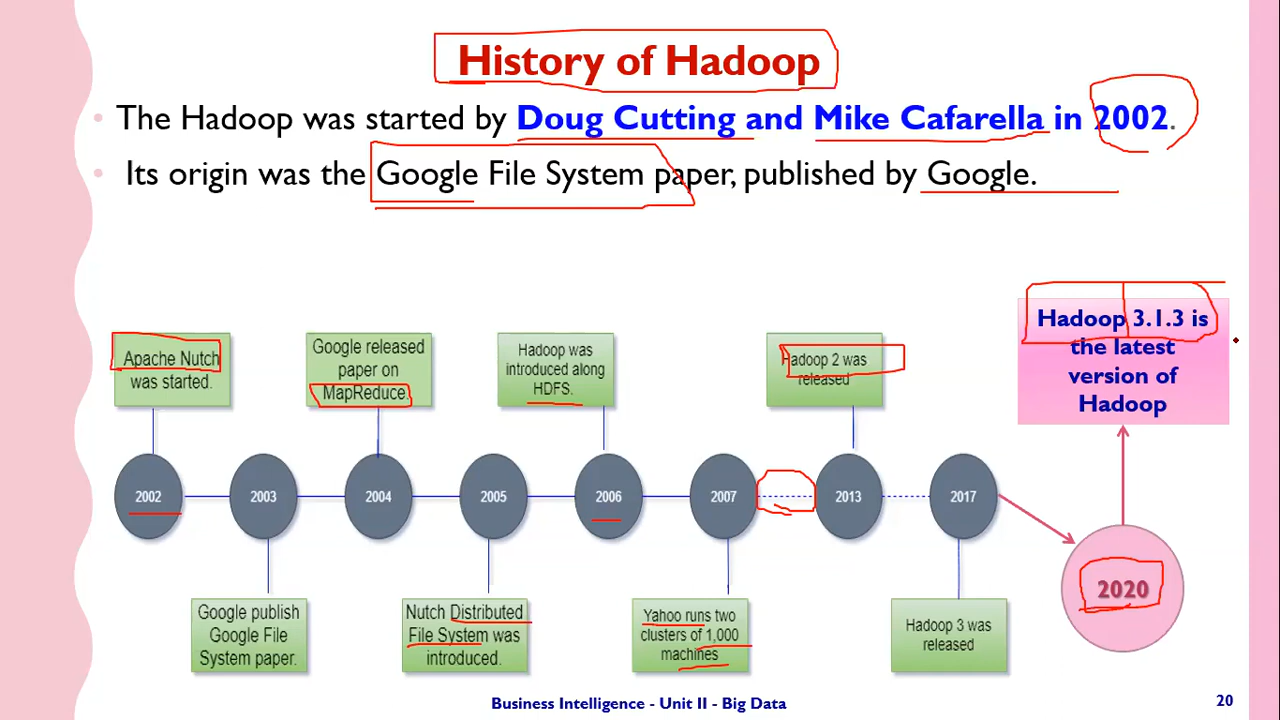 History of Hadoop
• The Hadoop was started by Doug Cutting and Mike Cafarella in 2002.
• Its origin was the Google File System paper, published by Google.
Apache Nutch
was started.
Google released
paper on
MapReduce.
Hadoop was
introduced along
HDFS.
Hadoop 2 was
released
Hadoop 3.1.3 is
the latest
version of
Hadoop
2002
2003
2004
2005
2006
2007
2013
2017
2020
Google publish
Google File
System paper.
Nutch Distributed
File System was
introduced.
Yahoo runs two
clusters of 1,000
machines
Hadoop 3 was
released
Business Intelligence - Unit II - Big Data
20